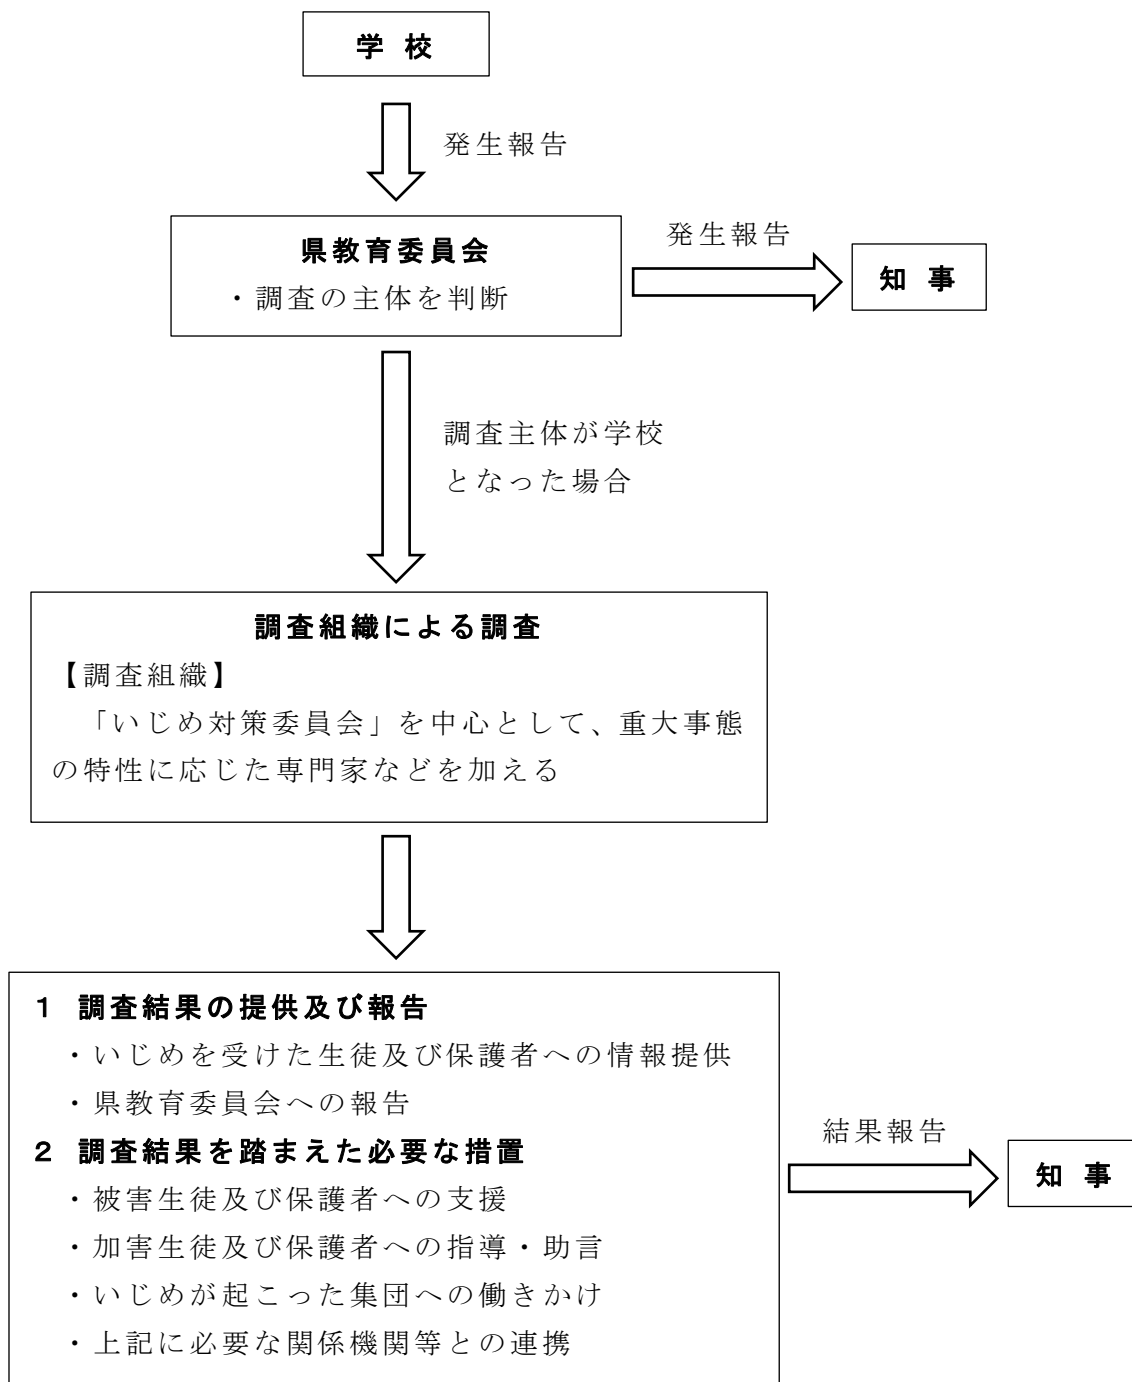 学 校
発生報告
県教育委員会
・調査の主体を判断
発生報告
知 事
調査主体が学校
となった場合
調査組織による調査
【調査組織】
「いじめ対策委員会」を中心として、重大事態
の特性に応じた専門家などを加える
1 調査結果の提供及び報告
・いじめを受けた生徒及び保護者への情報提供
・県教育委員会への報告
2 調査結果を踏まえた必要な措置
・被害生徒及び保護者への支援
・加害生徒及び保護者への指導・助言
・いじめが起こった集団への働きかけ
・上記に必要な関係機関等との連携
結果報告
知 事